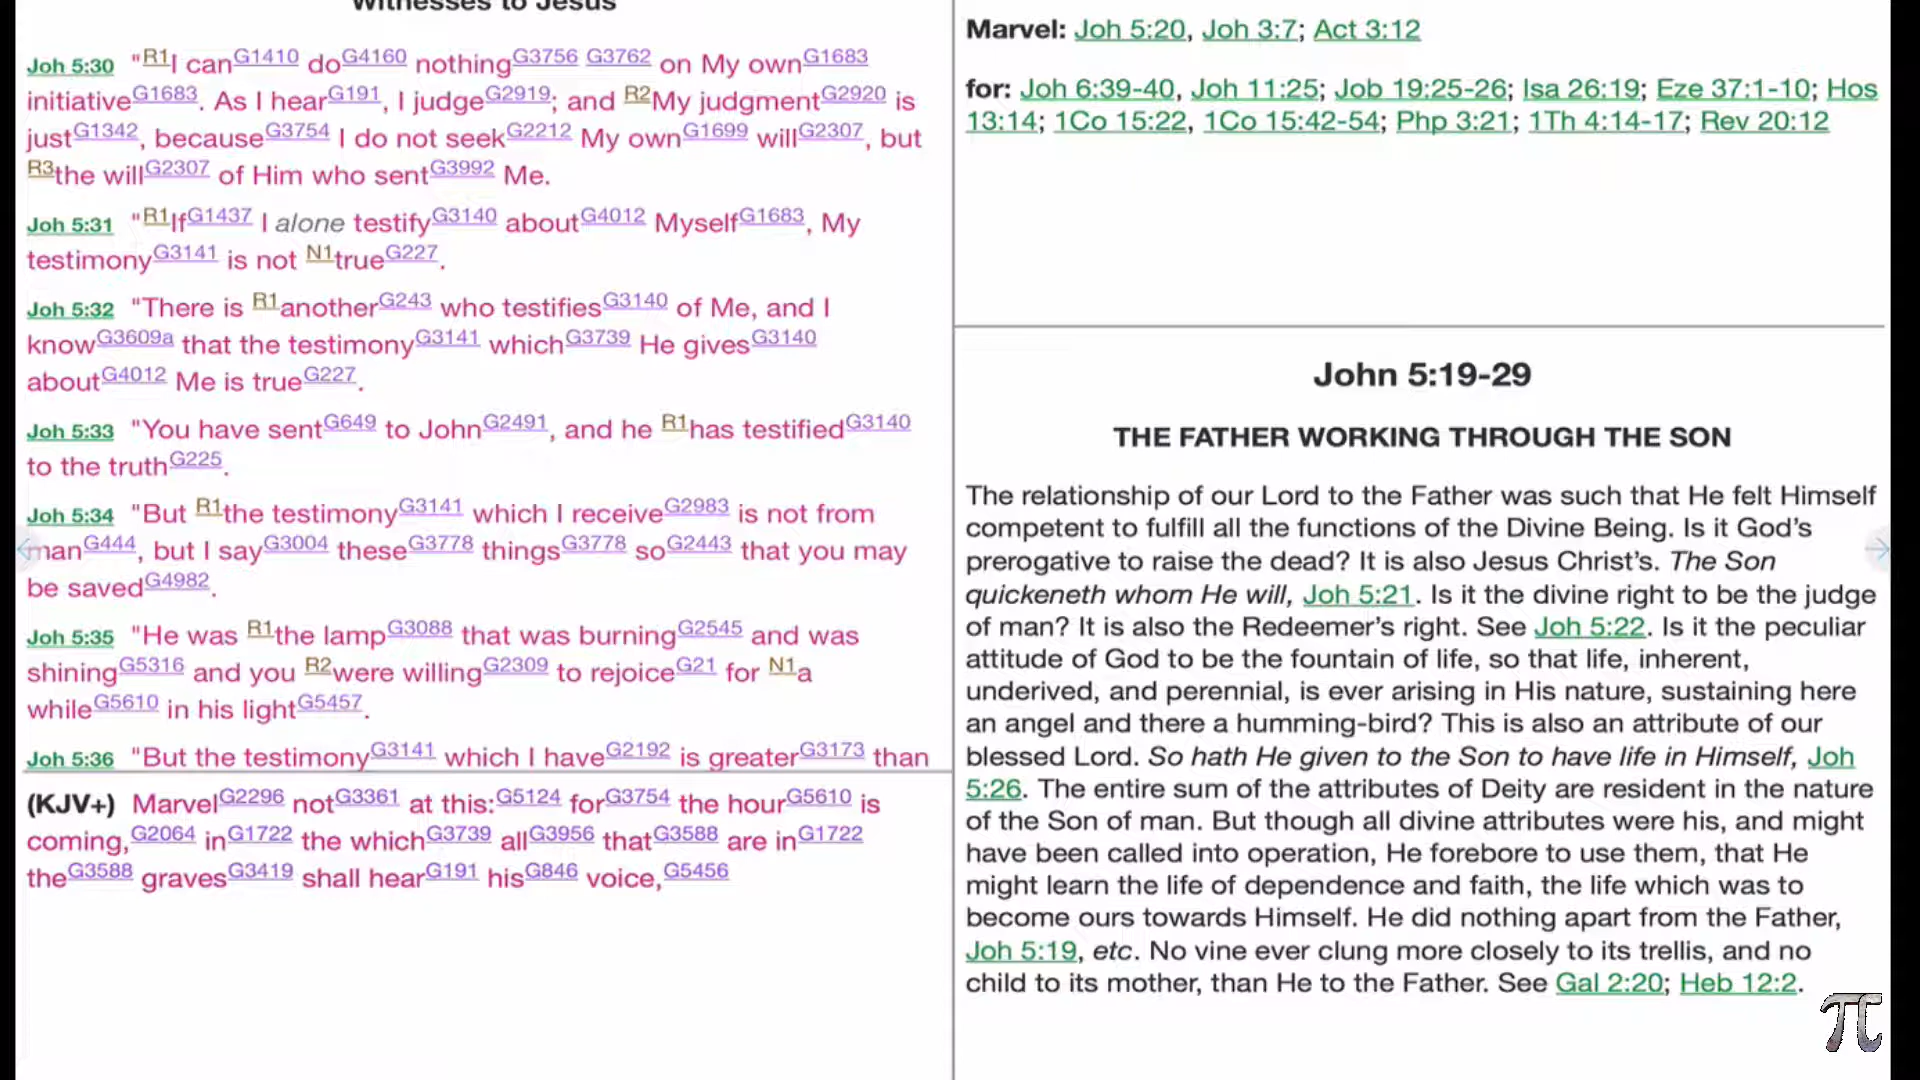 Witnesses to Jesus
Joh 5:30 "R1I canG1410 doG4160 nothingG3756 G3762 on My ownG1683
initiativeG1683. As I hearG191, I judgeG2919; and R2My judgmentG2920 is
justG1342, becauseG3754 I do not seekG2212 My ownG1699 willG2307, but
R3the willG2307 of Him who sentG3992 Me.
Joh 5:31 "R1IfG1437 I alone testifyG3140 aboutG4012 MyselfG1683, My
testimonyG3141 is not N1trueG227.
Joh 5:32 "There is R1anotherG243 who testifiesG3140 of Me, and I
knowG3609a that the testimonyG3141 whichG3739 He givesG3140
aboutG4012 Me is trueG227.
Joh 5:33 "You have sentG649 to JohnG2491, and he R1has testifiedG3140
to the truthG225.
Joh 5:34 "But R1the testimonyG3141 which I receiveG2983 is not from
manG444, but I sayG3004 theseG3778 thingsG3778 soG2443 that you may
be savedG4982.
Joh 5:35 "He was R1the lampG3088 that was burningG2545 and was
shiningG5316 and you R2were willingG2309 to rejoiceG21 for N1a
whileG5610 in his lightG5457.
Joh 5:36 "But the testimonyG3141 which I haveG2192 is greaterG3173 than
(KJV+) MarvelG2296 notG3361 at this:G5124 forG3754 the hourG5610 is
coming,G2064 inG1722 the whichG3739 allG3956 thatG3588 are inG1722
theG3588 gravesG3419 shall hearG191 hisG846 voice,G5456
Marvel: Joh 5:20, Joh 3:7; Act 3:12
for: Joh 6:39-40, Joh 11:25; Job 19:25-26; Isa 26:19; Eze 37:1-10; Hos
13:14; 1Co 15:22, 1Co 15:42-54; Php 3:21; 1Th 4:14-17; Rev 20:12
John 5:19-29
THE FATHER WORKING THROUGH THE SON
The relationship of our Lord to the Father was such that He felt Himself
competent to fulfill all the functions of the Divine Being. Is it God’s
prerogative to raise the dead? It is also Jesus Christ’s. The Son
quickeneth whom He will, Joh 5:21. Is it the divine right to be the judge
of man? It is also the Redeemer’s right. See Joh 5:22. Is it the peculiar
attitude of God to be the fountain of life, so that life, inherent,
underived, and perennial, is ever arising in His nature, sustaining here
an angel and there a humming-bird? This is also an attribute of our
blessed Lord. So hath He given to the Son to have life in Himself, Joh
5:26. The entire sum of the attributes of Deity are resident in the nature
of the Son of man. But though all divine attributes were his, and might
have been called into operation, He forebore to use them, that He
might learn the life of dependence and faith, the life which was to
become ours towards Himself. He did nothing apart from the Father,
Joh 5:19, etc. No vine ever clung more closely to its trellis, and no
child to its mother, than He to the Father. See Gal 2:20; Heb 12:2.
π